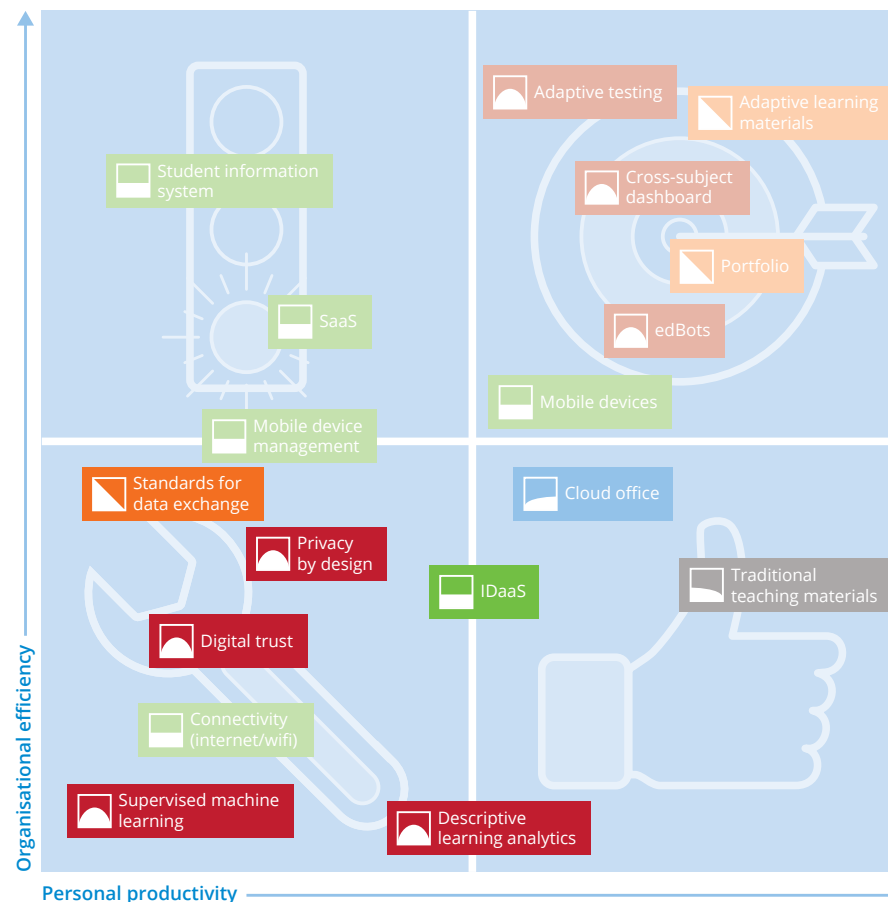 Adaptive testing
Adaptive learning
materials
Student information
system
Cross-subject
dashboard
Portfolio
SaaS
edBots
Mobile devices
Mobile device
management
Standards for
data exchange
Cloud office
Privacy
by design
IDaaS
Traditional
teaching materials
Digital trust
Connectivity
(internet/wifi)
Supervised machine
learning
Descriptive
learning analytics
Organisational efficiency
Personal productivity